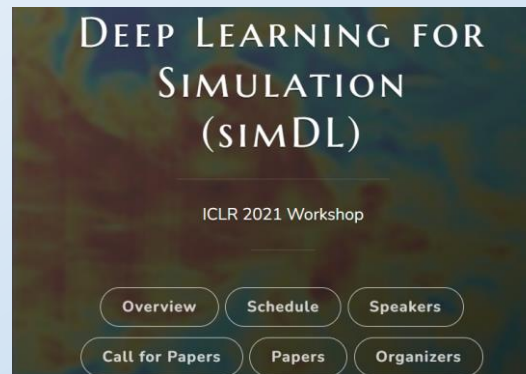 DEEP LEARNING FOR
SIMULATION
(SIMDL)
ICLR 2021 Workshop
Overview Schedule Speakers
Call for Papers Papers Organizers